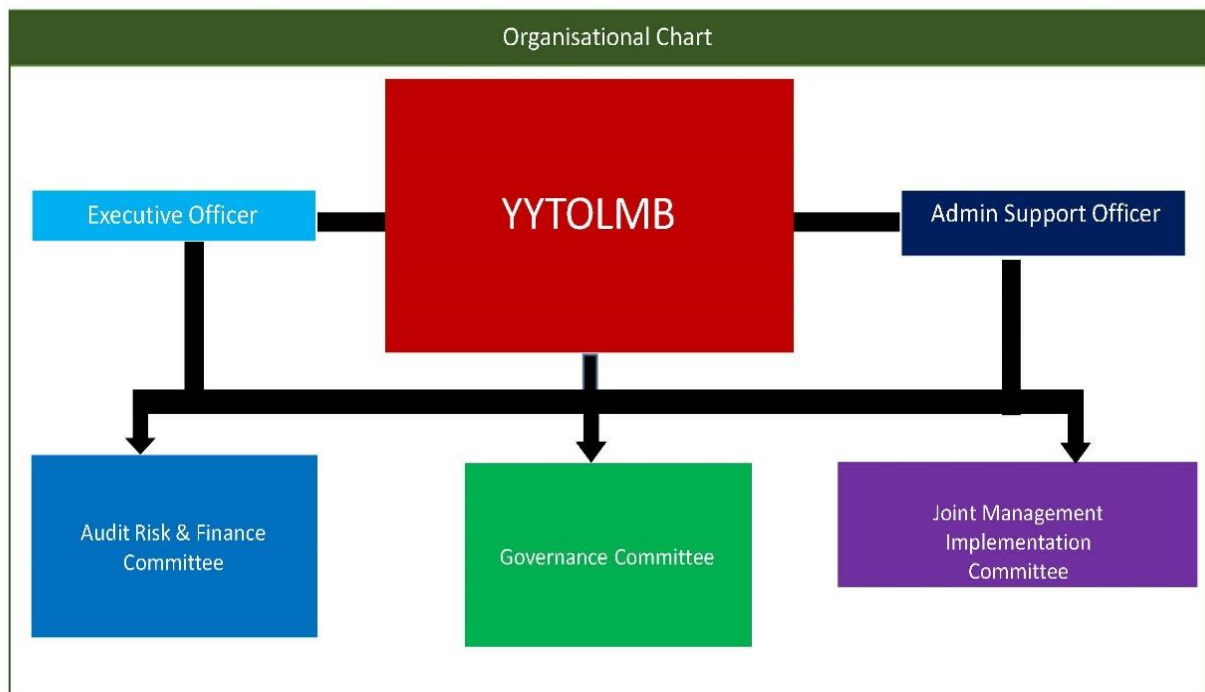 Organisational Chart
YYTOLMB
Executive Officer
Admin Support Officer
Audit Risk & Finance
Committee
Governance Committee
Joint Management
Implementation
Committee